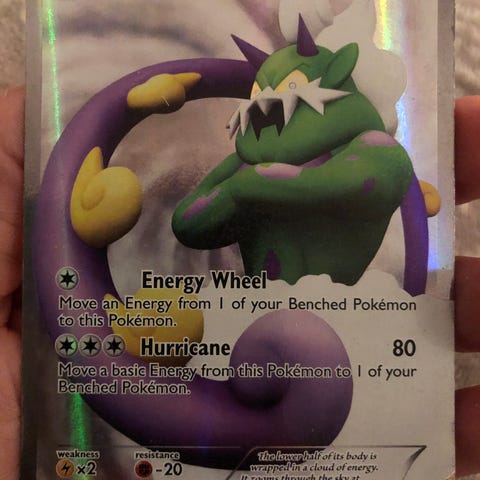 Energy Wheel
Move an Energy from 1 of your Benched Pokémon
to this Pokémon.
Hurricane 80
Move a basic Energy from this Pokémon to 1 of your
Benched Pokémon.
weakness resistance
×2 -20
The lower half of its body is
wrapped in a cloud of energy.
It zooms through the sky at